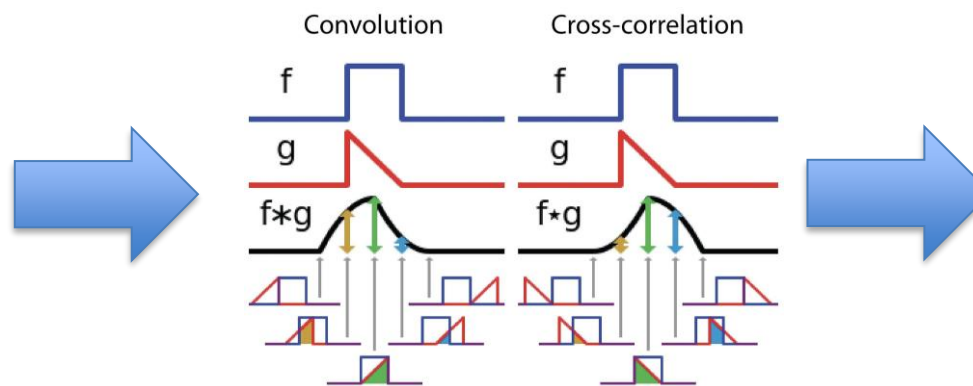 Convolution
f
g
f∗g
Cross-correlation
f
g
f⋆g